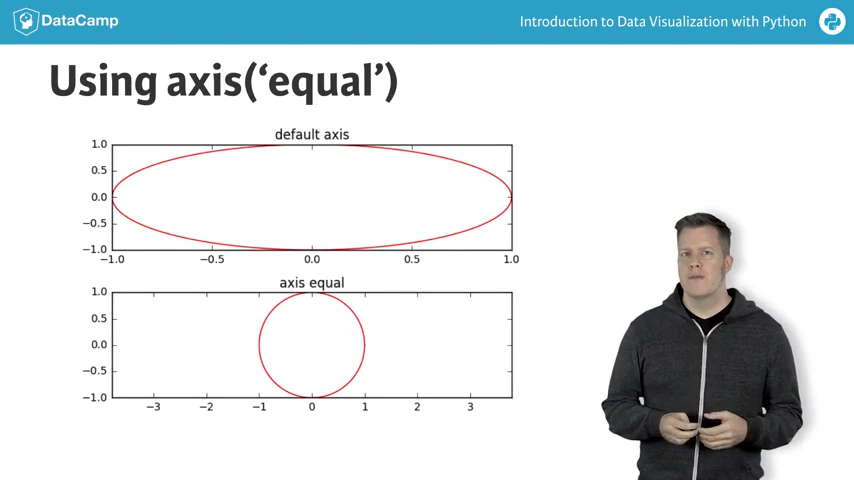 DataCamp
Introduction to Data Visualization with Python
Using axis(‘equal’)
default axis
1.0
0.5
0.0
−0.5
−1.0
−1.0 −0.5 0.0 0.5 1.0
axis equal
1.0
0.5
0.0
−0.5
−1.0
−3 −2 −1 0 1 2 3